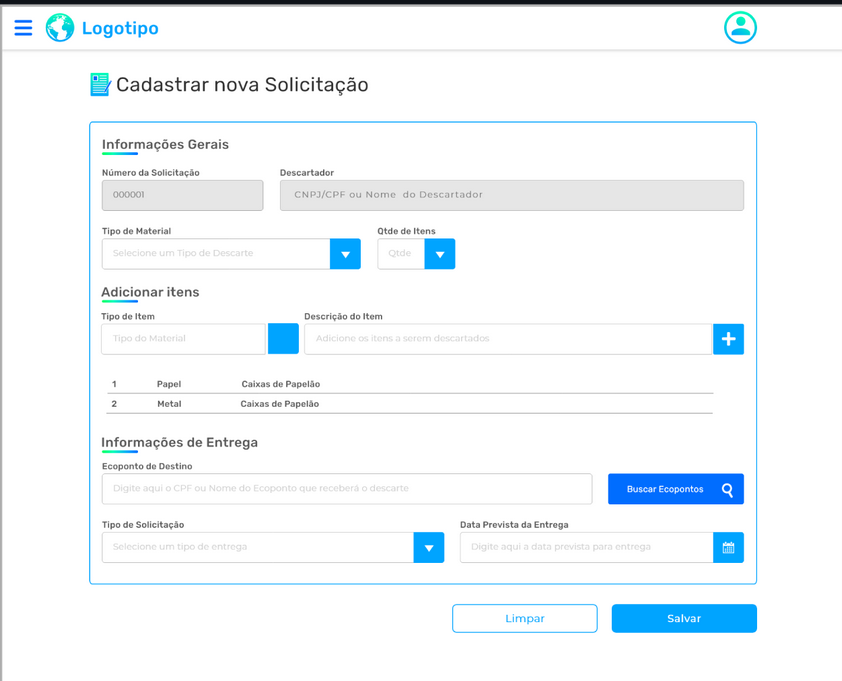 Logotipo
Cadastrar nova Solicitação
Informações Gerais
Número da Solicitação Descartador
000001 CNPJ/CPF ou Nome do Descartador
Tipo de Material Qtde de Itens
Selecione um Tipo de Descarte Qtde
Adicionar itens
Tipo de Item Descrição do Item
Tipo do Material Adicione os itens a serem descartados
1 Papel Caixas de Papelão
2 Metal Caixas de Papelão
Informações de Entrega
Ecoponto de Destino
Digite aqui o CPF ou Nome do Ecoponto que receberá o descarte Buscar Ecopontos
Tipo de Solicitação Data Prevista da Entrega
Selecione um tipo de entrega Digite aqui a data prevista para entrega
Limpar Salvar